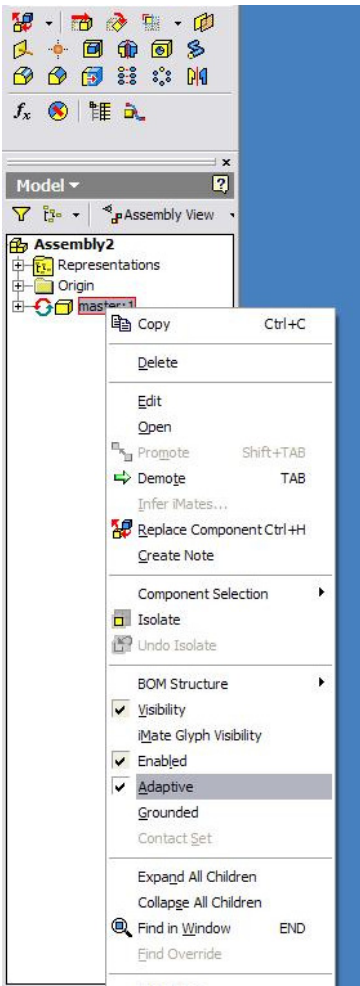 fx
Model
Assembly View
Assembly2
Representations
Origin
master:1
Copy Ctrl+C
Delete
Edit
Open
Promote Shift+TAB
Demote TAB
Infer iMates...
Replace Component Ctrl+H
Create Note
Component Selection
Isolate
Undo Isolate
BOM Structure
Visibility
iMate Glyph Visibility
Enabled
Adaptive
Grounded
Contact Set
Expand All Children
Collapse All Children
Find in Window END
Find Override